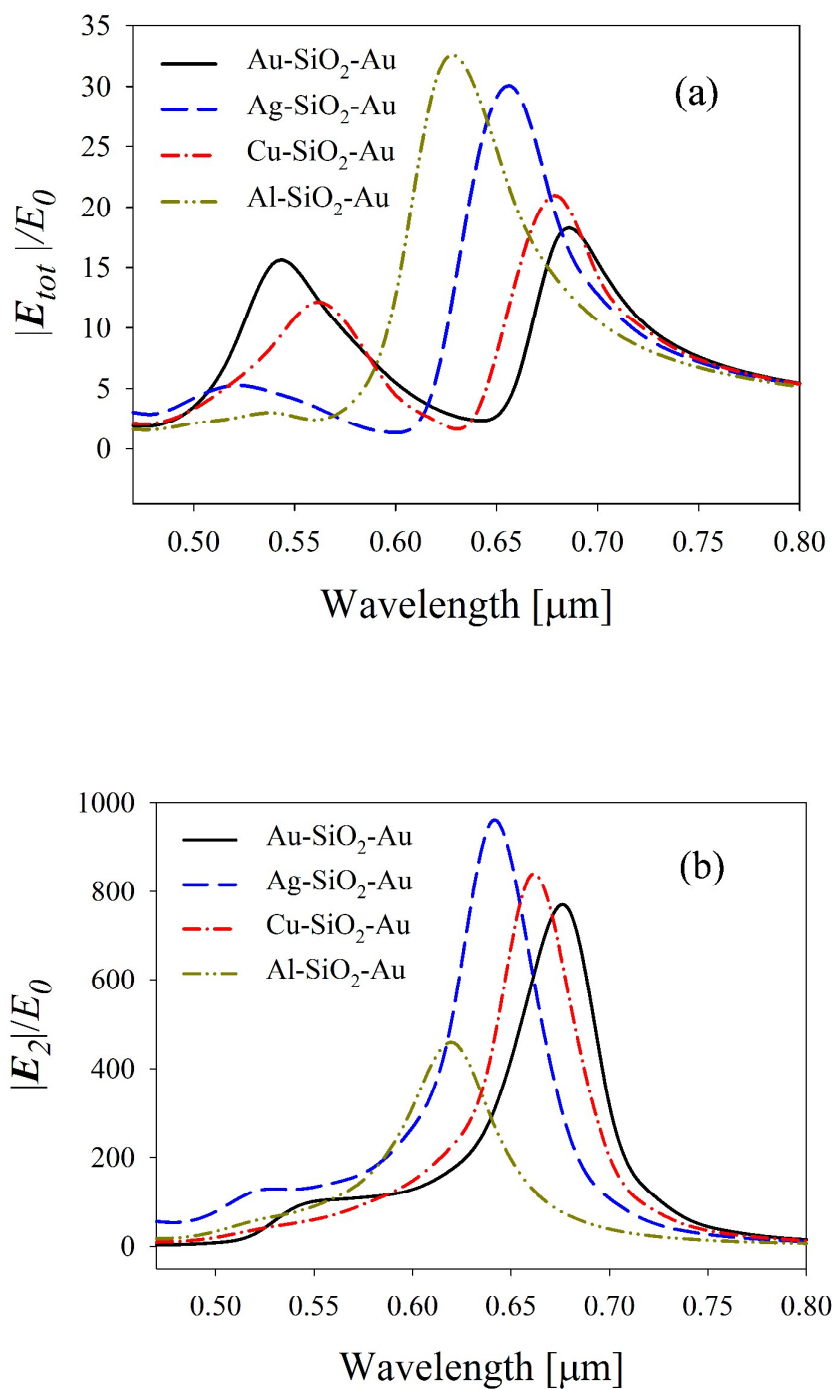 35
30
25
20
15
10
5
0
|E_tot|/E_0
Au-SiO₂-Au
Ag-SiO₂-Au
Cu-SiO₂-Au
Al-SiO₂-Au
(a)
0.50 0.55 0.60 0.65 0.70 0.75 0.80
Wavelength [μm]
1000
800
600
400
200
0
|E₂|/E₀
Au-SiO₂-Au
Ag-SiO₂-Au
Cu-SiO₂-Au
Al-SiO₂-Au
(b)
0.50 0.55 0.60 0.65 0.70 0.75 0.80
Wavelength [μm]